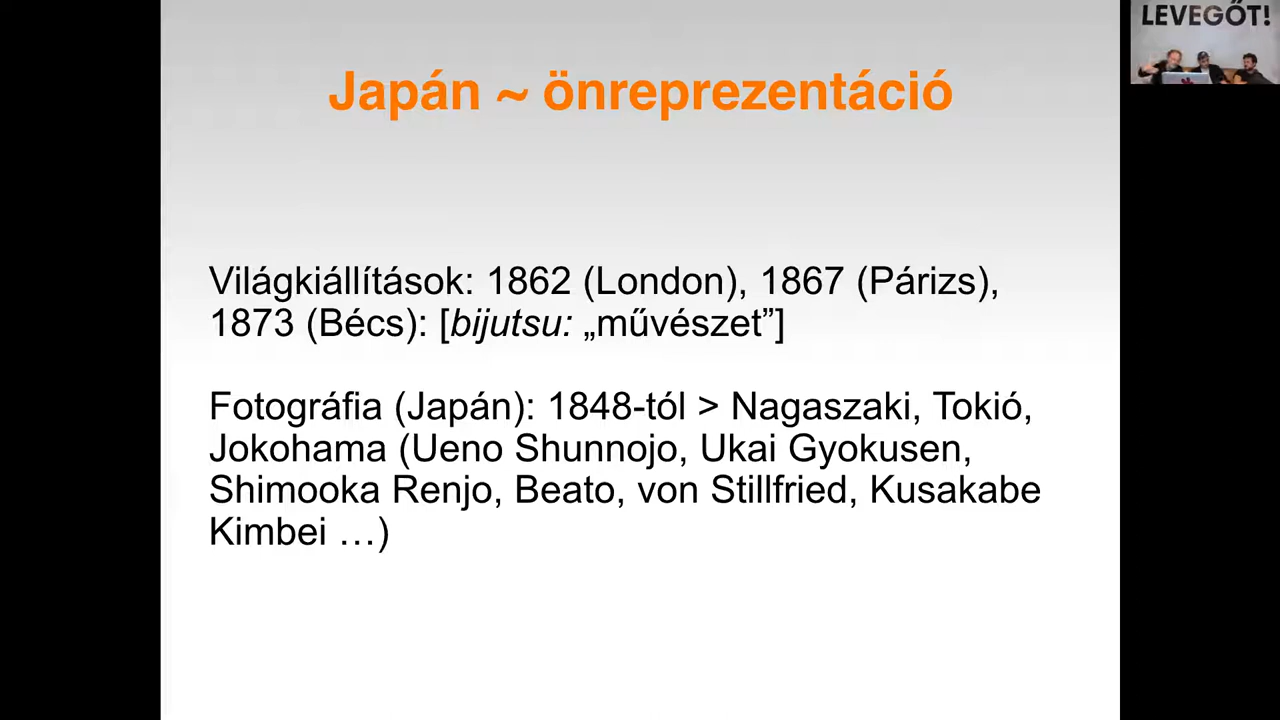 LEVEGŐT!
Japán ~ önreprezentáció
Világkiállítások: 1862 (London), 1867 (Párizs),
1873 (Bécs): [bijutsu: „művészet”]
Fotográfia (Japán): 1848-tól > Nagaszaki, Tokió,
Jokohama (Ueno Shunnojo, Ukai Gyokusen,
Shimooka Renjo, Beato, von Stillfried, Kusakabe
Kimbei …)